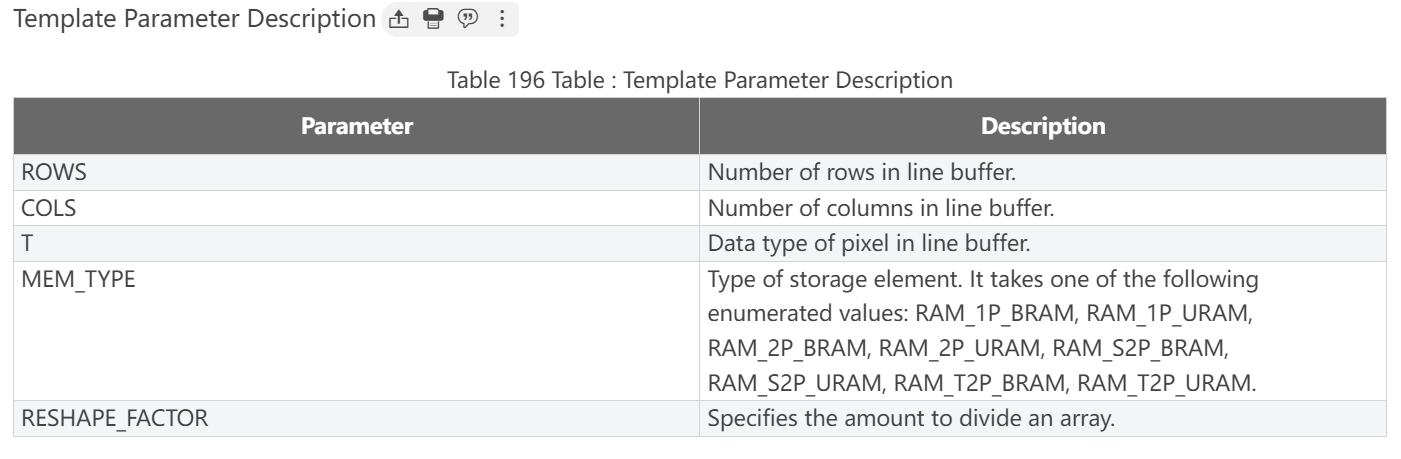 Template Parameter Description
Table 196 Table : Template Parameter Description
Parameter Description
ROWS Number of rows in line buffer.
COLS Number of columns in line buffer.
T Data type of pixel in line buffer.
MEM_TYPE Type of storage element. It takes one of the following
enumerated values: RAM_1P_BRAM, RAM_1P_URAM,
RAM_2P_BRAM, RAM_2P_URAM, RAM_S2P_BRAM,
RAM_S2P_URAM, RAM_T2P_BRAM, RAM_T2P_URAM.
RESHAPE_FACTOR Specifies the amount to divide an array.